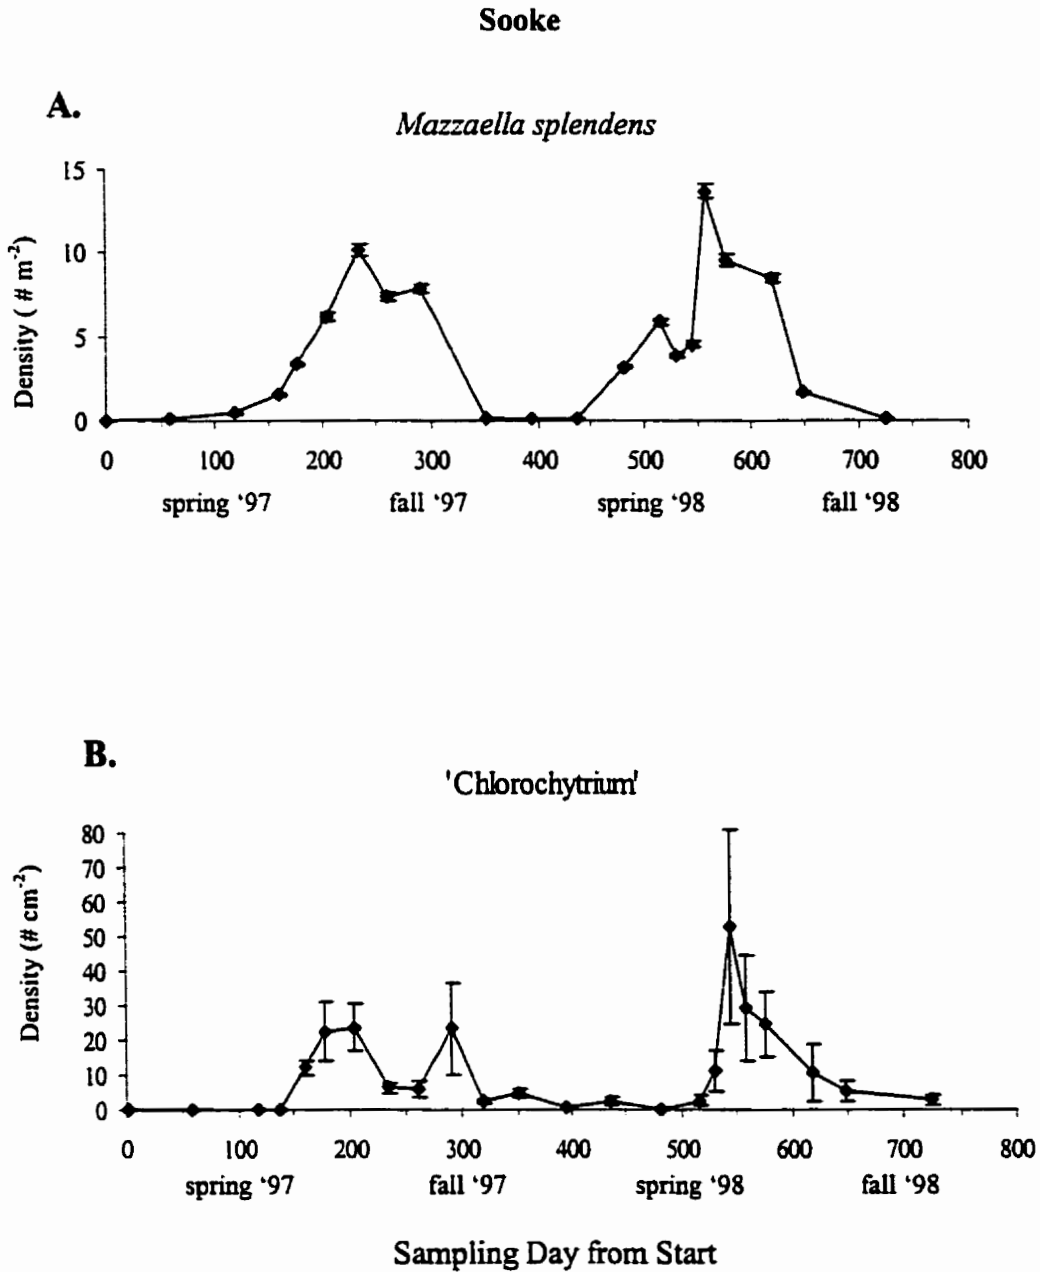 Sooke
A.
Mazzaella splendens
Density ( # m-2)
15
10
5
0
0 100 200 300 400 500 600 700 800
spring ‘97 fall ‘97 spring ‘98 fall ‘98
B.
'Chlorochytrium'
Density (# cm-2)
80
70
60
50
40
30
20
10
0
0 100 200 300 400 500 600 700 800
spring ‘97 fall ‘97 spring ‘98 fall ‘98
Sampling Day from Start